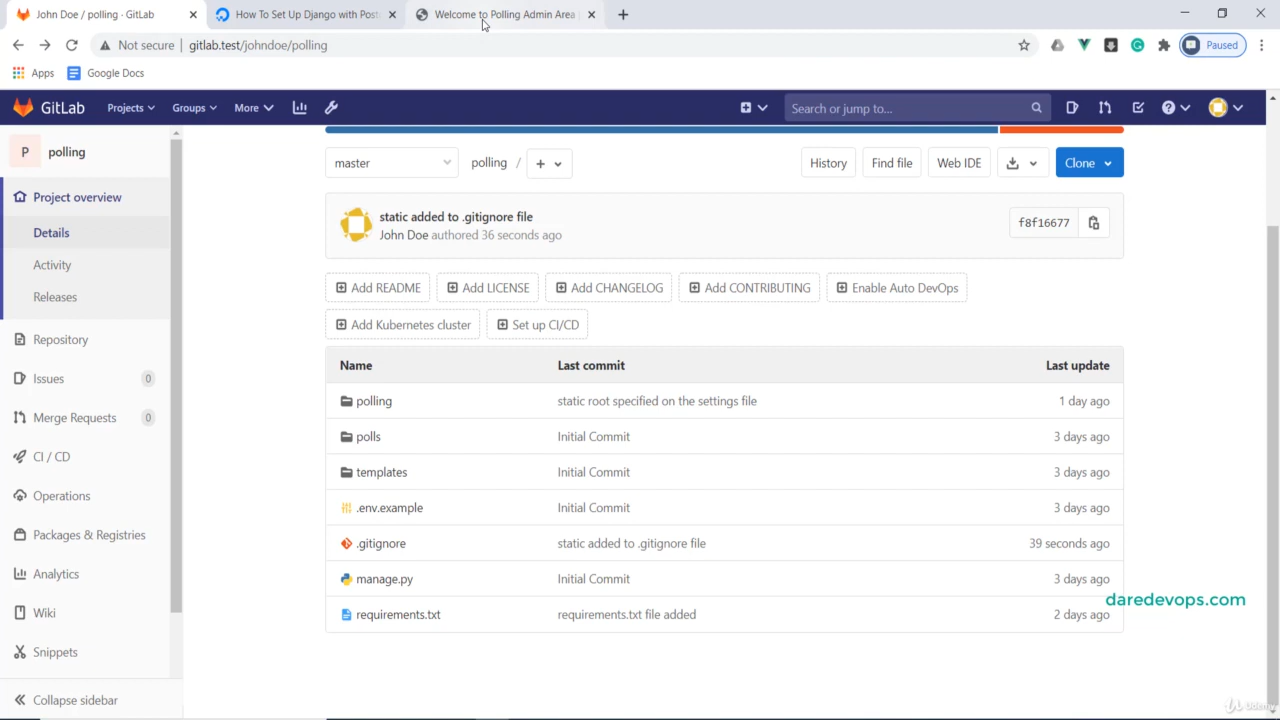 John Doe / polling · GitLab
How To Set Up Django with Post
Welcome to Polling Admin Area
Not secure
gitlab.test/johndoe/polling
Paused
Apps
Google Docs
GitLab
Projects
Groups
More
Search or jump to...
P
polling
Project overview
Details
Activity
Releases
Repository
Issues
0
Merge Requests
0
CI / CD
Operations
Packages & Registries
Analytics
Wiki
Snippets
Collapse sidebar
master
polling /
History
Find file
Web IDE
Clone
static added to .gitignore file
John Doe authored 36 seconds ago
f8f16677
Add README
Add LICENSE
Add CHANGELOG
Add CONTRIBUTING
Enable Auto DevOps
Add Kubernetes cluster
Set up CI/CD
Name Last commit Last update
polling static root specified on the settings file 1 day ago
polls Initial Commit 3 days ago
templates Initial Commit 3 days ago
.env.example Initial Commit 3 days ago
.gitignore static added to .gitignore file 39 seconds ago
manage.py Initial Commit 3 days ago
requirements.txt requirements.txt file added 2 days ago
daredevops.com
Udemy